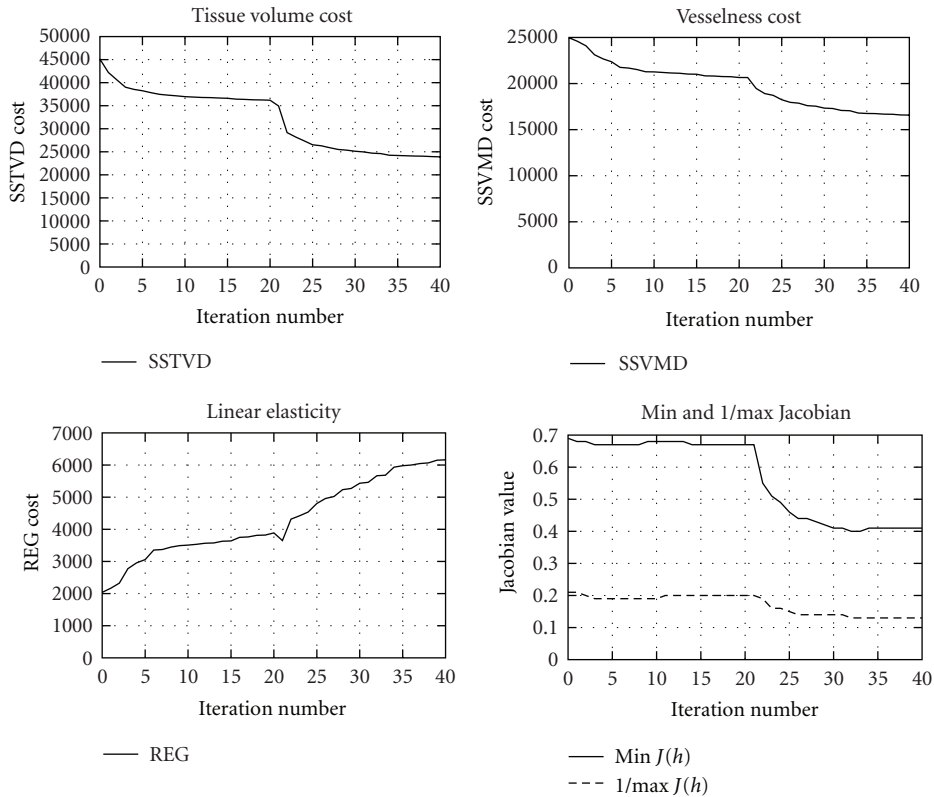 Tissue volume cost
50000
45000
40000
35000
30000
25000
20000
15000
10000
5000
0
SSTVD cost
0 5 10 15 20 25 30 35 40
Iteration number
SSTVD
Vesselness cost
25000
20000
15000
10000
5000
0
SSVMD cost
0 5 10 15 20 25 30 35 40
Iteration number
SSVMD
Linear elasticity
7000
6000
5000
4000
3000
2000
1000
0
REG cost
0 5 10 15 20 25 30 35 40
Iteration number
REG
Min and 1/max Jacobian
0.7
0.6
0.5
0.4
0.3
0.2
0.1
0
Jacobian value
0 5 10 15 20 25 30 35 40
Iteration number
Min J(h)
1/max J(h)